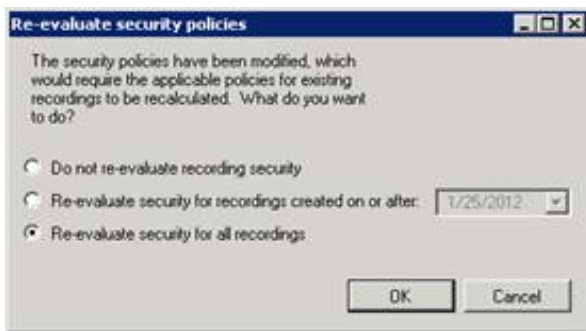 Re-evaluate security policies
The security policies have been modified, which
would require the applicable policies for existing
recordings to be recalculated. What do you want
to do?
Do not re-evaluate recording security
Re-evaluate security for recordings created on or after: 1/25/2012
Re-evaluate security for all recordings
OK Cancel